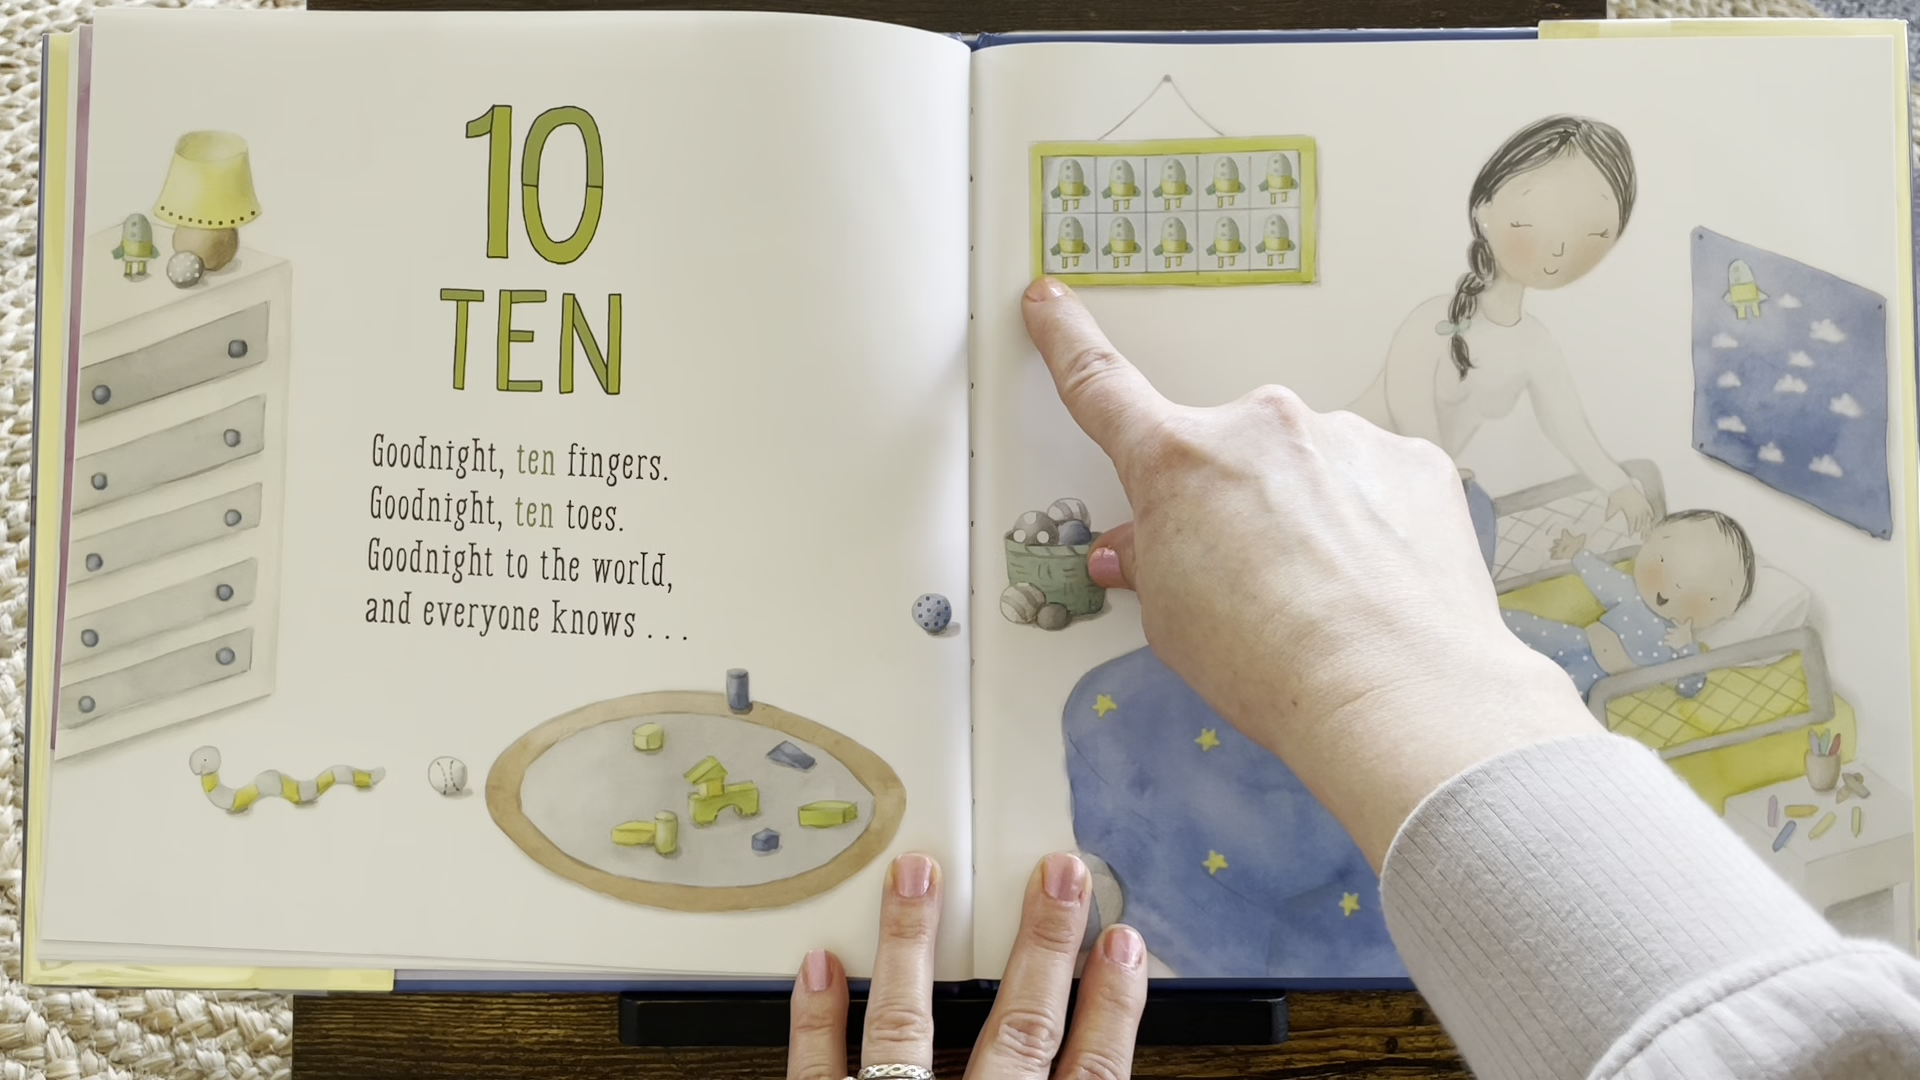 10
TEN
Goodnight, ten fingers.
Goodnight, ten toes.
Goodnight to the world,
and everyone knows . . .